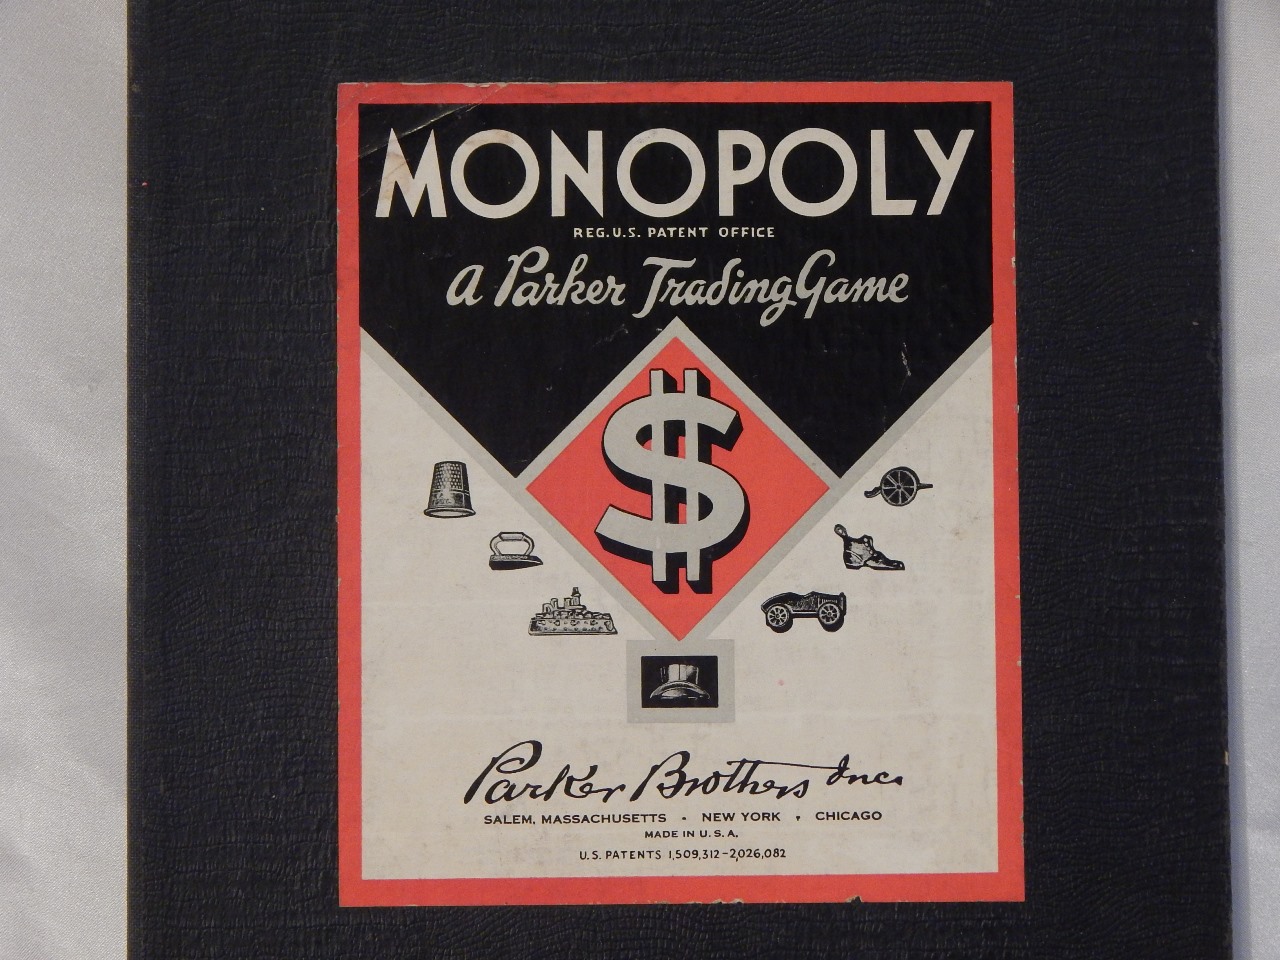 MONOPOLY
REG. U.S. PATENT OFFICE
A Parker Trading Game
$
Parker Brothers Inc.
SALEM, MASSACHUSETTS • NEW YORK • CHICAGO
MADE IN U.S.A.
U.S. PATENTS 1,509,312-2,026,082